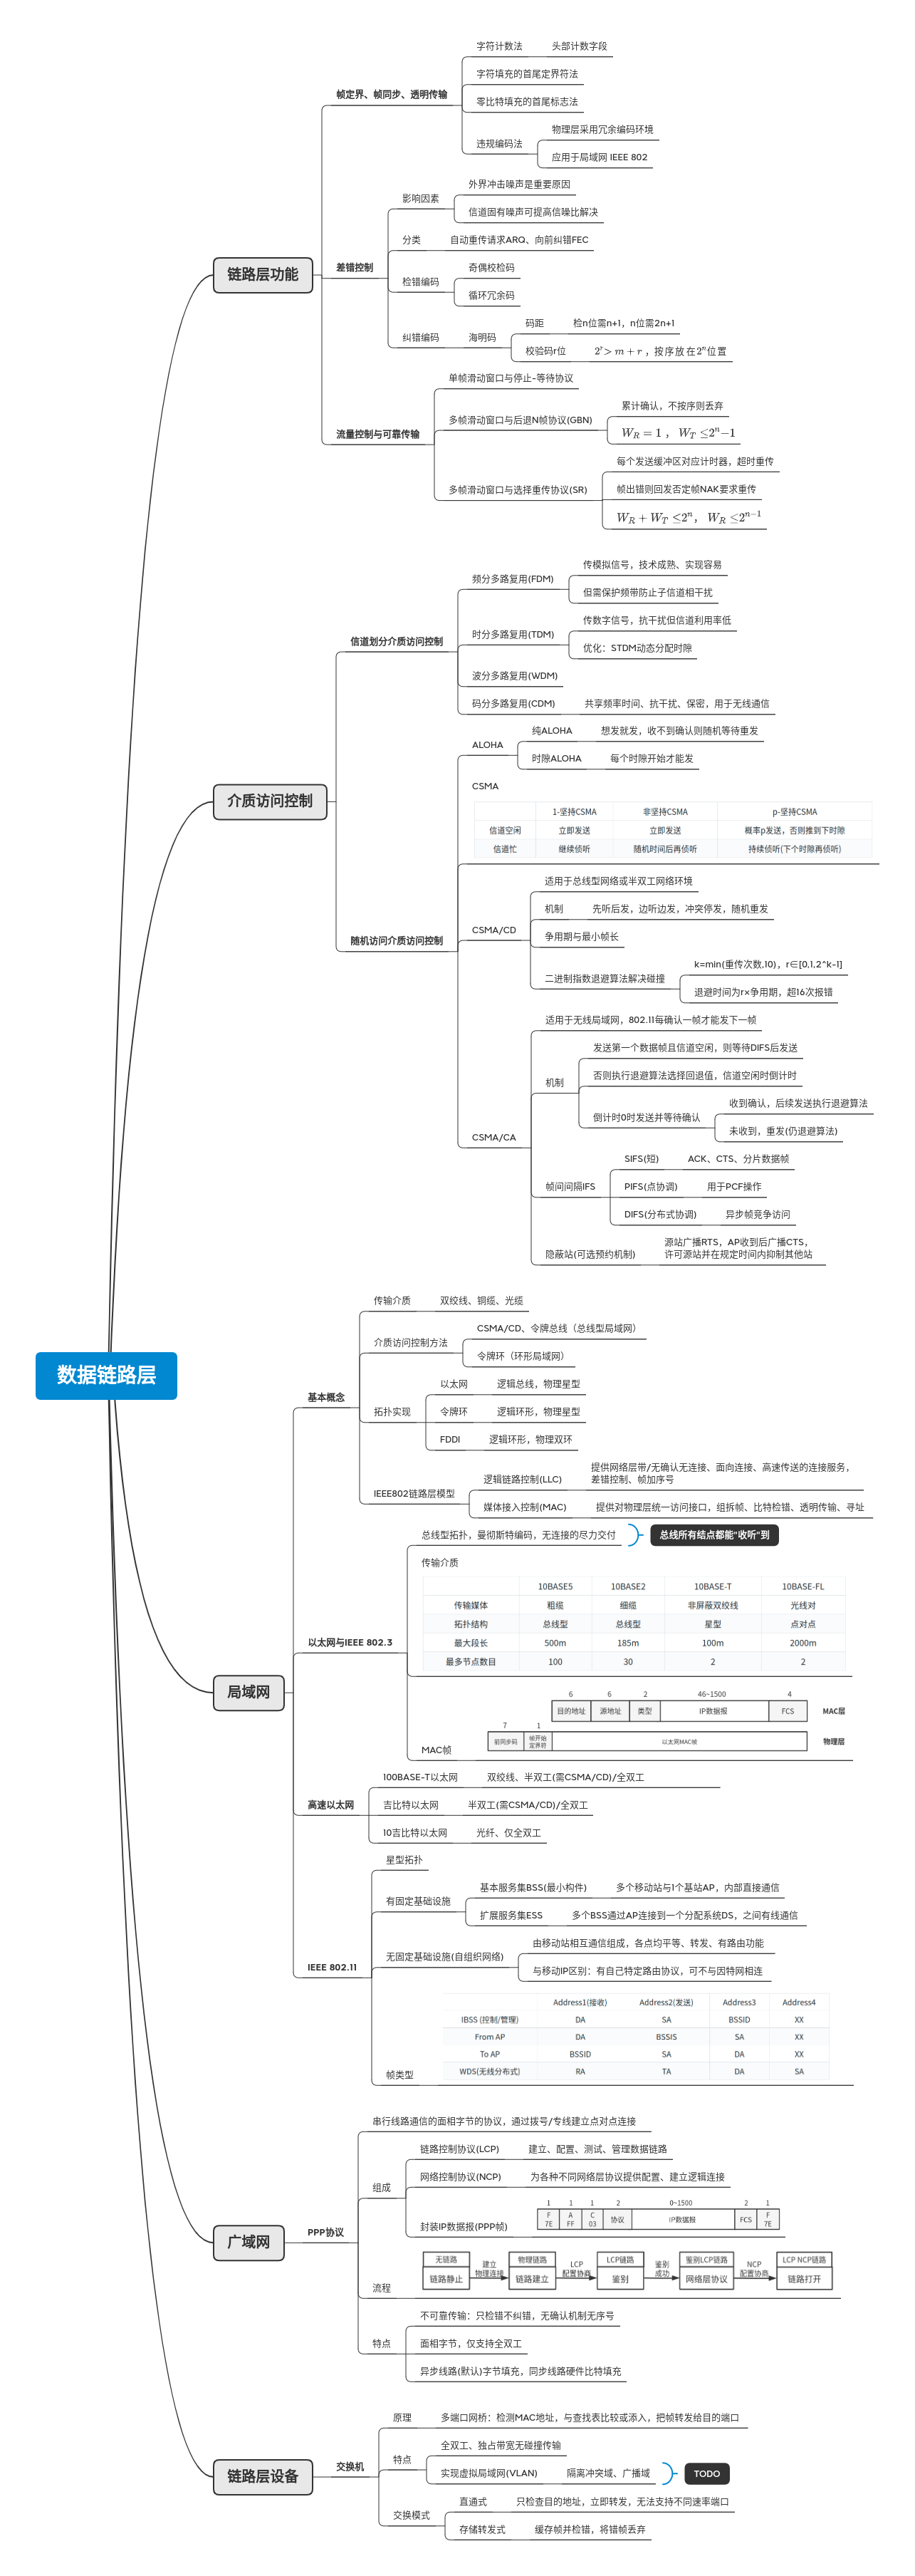 数据链路层
链路层功能
帧定界、帧同步、透明传输
字符计数法
头部计数字段
字符填充的首尾定界符法
零比特填充的首尾标志法
违规编码法
物理层采用冗余编码环境
应用于局域网 IEEE 802
差错控制
影响因素
外界冲击噪声是重要原因
信道固有噪声可提高信噪比解决
分类
自动重传请求ARQ、向前纠错FEC
检错编码
奇偶校检码
循环冗余码
纠错编码
海明码
码距
检n位需n+1，n位需2n+1
校验码r位
2^r > m + r ，按序放在2^n位置
流量控制与可靠传输
单帧滑动窗口与停止-等待协议
多帧滑动窗口与后退N帧协议(GBN)
累计确认，不按序则丢弃
W_R = 1 ， W_T ≤2^n−1
多帧滑动窗口与选择重传协议(SR)
每个发送缓冲区对应计时器，超时重传
帧出错则回发否定帧NAK要求重传
W_R + W_T ≤2^n， W_R ≤2^{n−1}
介质访问控制
信道划分介质访问控制
频分多路复用(FDM)
传模拟信号，技术成熟、实现容易
但需保护频带防止子信道相干扰
时分多路复用(TDM)
传数字信号，抗干扰但信道利用率低
优化：STDM动态分配时隙
波分多路复用(WDM)
码分多路复用(CDM)
共享频率时间、抗干扰、保密，用于无线通信
随机访问介质访问控制
ALOHA
纯ALOHA
想发就发，收不到确认则随机等待重发
时隙ALOHA
每个时隙开始才能发
CSMA
1-坚持CSMA 非坚持CSMA p-坚持CSMA
信道空闲 立即发送 立即发送 概率p发送，否则推到下时隙
信道忙 继续侦听 随机时间后再侦听 持续侦听(下个时隙再侦听)
CSMA/CD
适用于总线型网络或半双工网络环境
机制
先听后发，边听边发，冲突停发，随机重发
争用期与最小帧长
二进制指数退避算法解决碰撞
k=min(重传次数,10)，r∈[0,1,2^k-1]
退避时间为r×争用期，超16次报错
CSMA/CA
适用于无线局域网，802.11每确认一帧才能发下一帧
机制
发送第一个数据帧且信道空闲，则等待DIFS后发送
否则执行退避算法选择回退值，信道空闲时倒计时
倒计时0时发送并等待确认
收到确认，后续发送执行退避算法
未收到，重发(仍退避算法)
帧间间隔IFS
SIFS(短)
ACK、CTS、分片数据帧
PIFS(点协调)
用于PCF操作
DIFS(分布式协调)
异步帧竞争访问
隐蔽站(可选预约机制)
源站广播RTS，AP收到后广播CTS，
许可源站并在规定时间内抑制其他站
局域网
基本概念
传输介质
双绞线、铜缆、光缆
介质访问控制方法
CSMA/CD、令牌总线（总线型局域网）
令牌环（环形局域网）
拓扑实现
以太网
逻辑总线，物理星型
令牌环
逻辑环形，物理星型
FDDI
逻辑环形，物理双环
IEEE802链路层模型
逻辑链路控制(LLC)
提供网络层带/无确认无连接、面向连接、高速传送的连接服务，
差错控制、帧加序号
媒体接入控制(MAC)
提供对物理层统一访问接口，组拆帧、比特检错、透明传输、寻址
以太网与IEEE 802.3
总线型拓扑，曼彻斯特编码，无连接的尽力交付
总线所有结点都能"收听"到
传输介质
10BASE5 10BASE2 10BASE-T 10BASE-FL
传输媒体 粗缆 细缆 非屏蔽双绞线 光线对
拓扑结构 总线型 总线型 星型 点对点
最大段长 500m 185m 100m 2000m
最多节点数目 100 30 2 2
MAC帧
6 6 2 46~1500 4
目的地址 源地址 类型 IP数据报 FCS MAC层
7 1
前同步码 帧开始定界符 以太网MAC帧 物理层
高速以太网
100BASE-T以太网
双绞线、半双工(需CSMA/CD)/全双工
吉比特以太网
半双工(需CSMA/CD)/全双工
10吉比特以太网
光纤、仅全双工
IEEE 802.11
星型拓扑
有固定基础设施
基本服务集BSS(最小构件)
多个移动站与1个基站AP，内部直接通信
扩展服务集ESS
多个BSS通过AP连接到一个分配系统DS，之间有线通信
无固定基础设施(自组织网络)
由移动站相互通信组成，各点均平等、转发、有路由功能
与移动IP区别：有自己特定路由协议，可不与因特网相连
帧类型
Address1(接收) Address2(发送) Address3 Address4
IBSS (控制/管理) DA SA BSSID XX
From AP DA BSSIS SA XX
To AP BSSID SA DA XX
WDS(无线分布式) RA TA DA SA
广域网
PPP协议
串行线路通信的面相字节的协议，通过拨号/专线建立点对点连接
组成
链路控制协议(LCP)
建立、配置、测试、管理数据链路
网络控制协议(NCP)
为各种不同网络层协议提供配置、建立逻辑连接
封装IP数据报(PPP帧)
1 1 1 2 0~1500 2 1
F 7E A FF C 03 协议 IP数据报 FCS F 7E
流程
无链路 物理链路 LCP链路 鉴别LCP链路 LCP NCP链路
链路静止 建立物理连接 链路建立 LCP配置协商 鉴别 鉴别成功 网络层协议 NCP配置协商 链路打开
特点
不可靠传输：只检错不纠错，无确认机制无序号
面相字节，仅支持全双工
异步线路(默认)字节填充，同步线路硬件比特填充
链路层设备
交换机
原理
多端口网桥：检测MAC地址，与查找表比较或添入，把帧转发给目的端口
特点
全双工、独占带宽无碰撞传输
实现虚拟局域网(VLAN)
隔离冲突域、广播域
TODO
交换模式
直通式
只检查目的地址，立即转发，无法支持不同速率端口
存储转发式
缓存帧并检错，将错帧丢弃